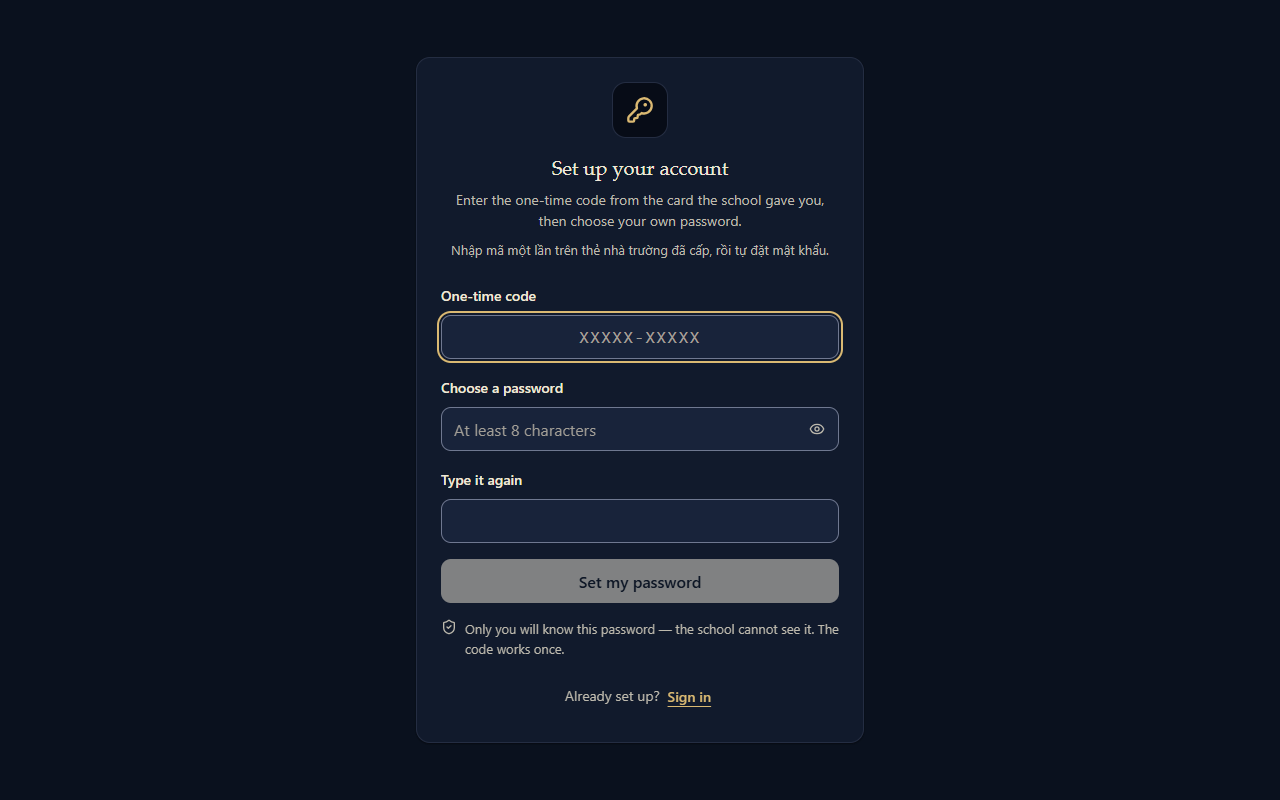 Set up your account
Enter the one-time code from the card the school gave you,
then choose your own password.
Nhập mã một lần trên thẻ nhà trường đã cấp, rồi tự đặt mật khẩu.
One-time code
XXXXX-XXXXX
Choose a password
At least 8 characters
Type it again
Set my password
Only you will know this password — the school cannot see it. The
code works once.
Already set up? Sign in